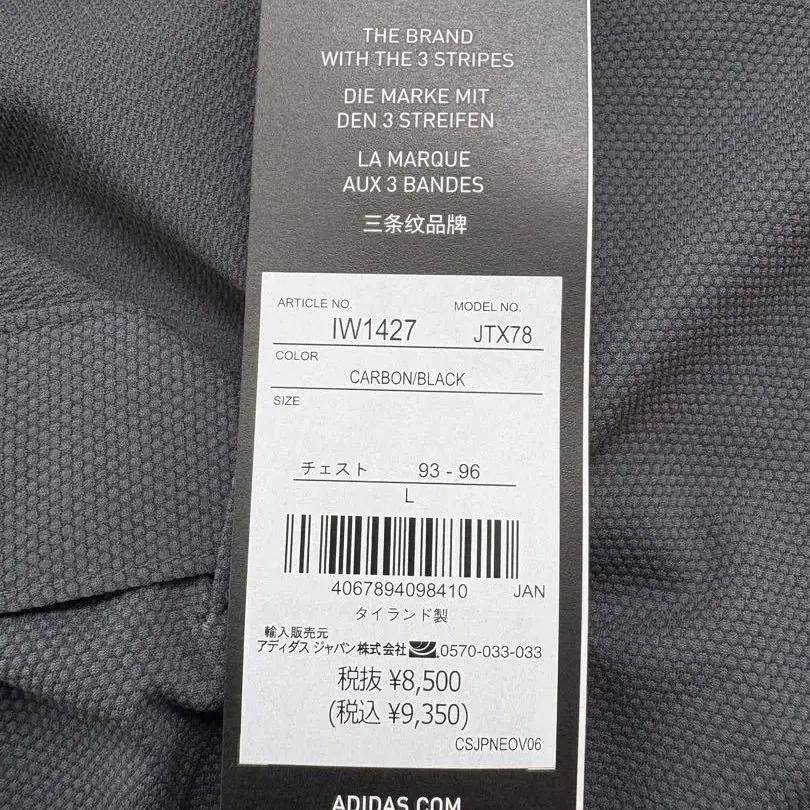 THE BRAND
WITH THE 3 STRIPES
DIE MARKE MIT
DEN 3 STREIFEN
LA MARQUE
AUX 3 BANDES
三条纹品牌
ARTICLE NO. MODEL NO.
IW1427 JTX78
COLOR
CARBON/BLACK
SIZE
チェスト 93 - 96
L
4067894098410 JAN
タイランド製
輸入販売元
アディダス ジャパン株式会社 0570-033-033
税抜 ¥8,500
(税込 ¥9,350)
CSJPNEOV06
ADIDAS.COM